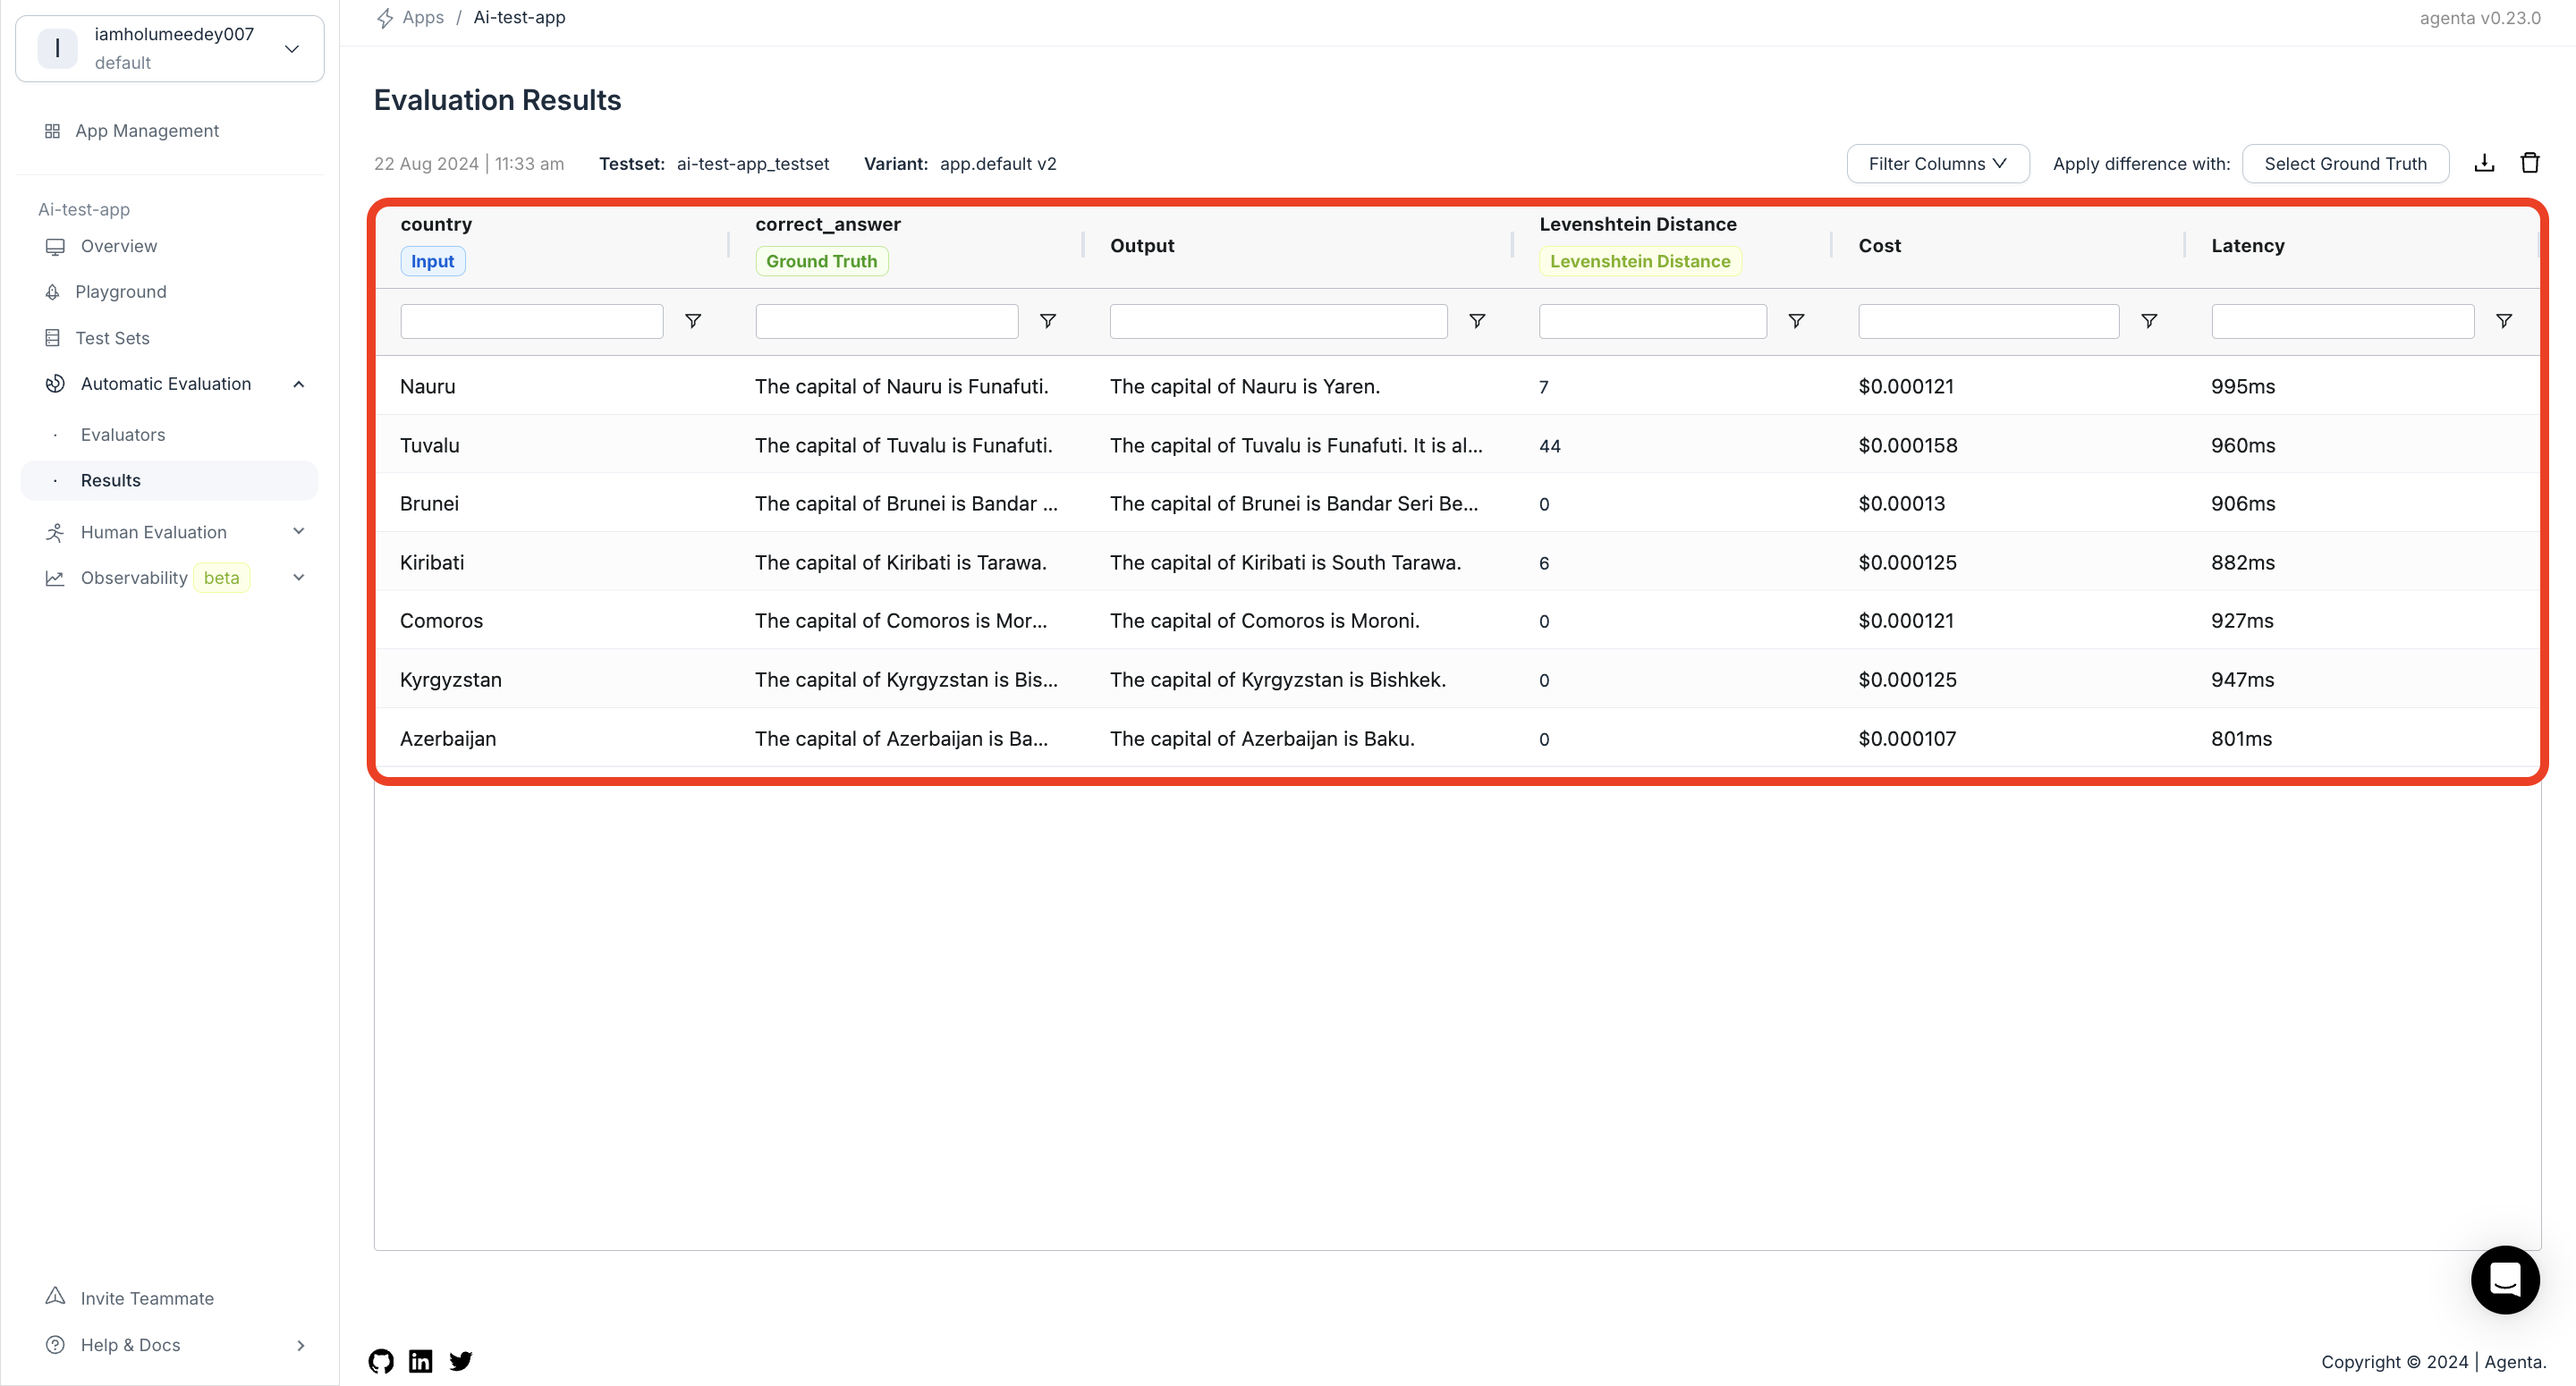 I
iamholumeedey007
default
App Management
Ai-test-app
Overview
Playground
Test Sets
Automatic Evaluation
· Evaluators
· Results
Human Evaluation
Observability beta
Invite Teammate
Help & Docs
Apps / Ai-test-app
agenta v0.23.0
Evaluation Results
22 Aug 2024 | 11:33 am Testset: ai-test-app_testset Variant: app.default v2 Filter Columns Apply difference with: Select Ground Truth
country correct_answer Output Levenshtein Distance Cost Latency
Input Ground Truth Levenshtein Distance
Nauru The capital of Nauru is Funafuti. The capital of Nauru is Yaren. 7 $0.000121 995ms
Tuvalu The capital of Tuvalu is Funafuti. The capital of Tuvalu is Funafuti. It is al... 44 $0.000158 960ms
Brunei The capital of Brunei is Bandar ... The capital of Brunei is Bandar Seri Be... 0 $0.00013 906ms
Kiribati The capital of Kiribati is Tarawa. The capital of Kiribati is South Tarawa. 6 $0.000125 882ms
Comoros The capital of Comoros is Mor... The capital of Comoros is Moroni. 0 $0.000121 927ms
Kyrgyzstan The capital of Kyrgyzstan is Bis... The capital of Kyrgyzstan is Bishkek. 0 $0.000125 947ms
Azerbaijan The capital of Azerbaijan is Ba... The capital of Azerbaijan is Baku. 0 $0.000107 801ms
Copyright © 2024 | Agenta.